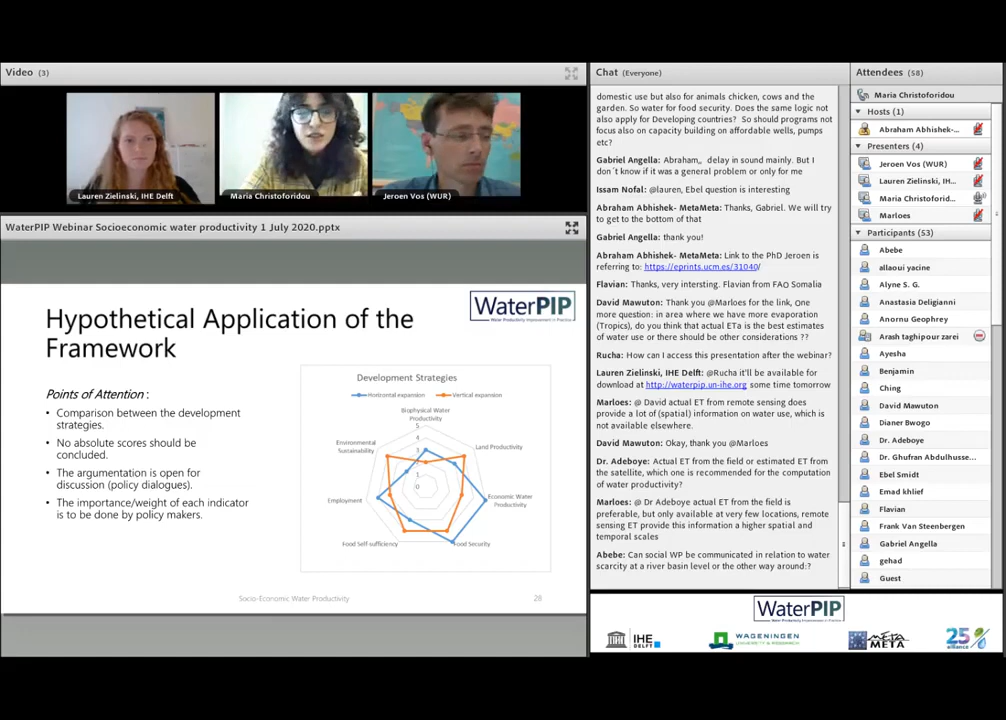 Video (3)
Lauren Zielinski, IHE Delft
Maria Christoforidou
Jeroen Vos (WUR)
WaterPIP Webinar Socioeconomic water productivity 1 July 2020.pptx
WaterPIP
Hypothetical Application of the
Framework
Points of Attention :
• Comparison between the development
strategies.
• No absolute scores should be
concluded.
• The argumentation is open for
discussion (policy dialogues).
• The importance/weight of each indicator
is to be done by policy makers.
Development Strategies
Horizontal expansion
Vertical expansion
Biophysical Water
Productivity
Land Productivity
Economic Water
Productivity
Food Security
Food Self-sufficiency
Employment
Environmental
Sustainability
5
4
3
2
1
0
Socio-Economic Water Productivity
28
Chat (Everyone)
domestic use but also for animals chicken, cows and the
garden. So water for food security. Does the same logic not
also apply for Developing countries? So should programs not
focus also on capacity building on affordable wells, pumps
etc?
Gabriel Angella: Abraham,, delay in sound mainly. But I
don´t know if it was a general problem or only for me
Issam Nofal: @lauren, Ebel question is interesting
Abraham Abhishek- MetaMeta: Thanks, Gabriel. We will try
to get to the bottom of that
Gabriel Angella: thank you!
Abraham Abhishek- MetaMeta: Link to the PhD Jeroen is
referring to: https://eprints.ucm.es/31040/
Flavian: Thanks, very intersting. Flavian from FAO Somalia
David Mawuton: Thank you @Marloes for the link, One
more question: in area where we have more evaporation
(Tropics), do you think that actual ETa is the best estimates
of water use or there should be other considerations ??
Rucha: How can I access this presentation after the webinar?
Lauren Zielinski, IHE Delft: @Rucha it'll be available for
download at http://waterpip.un-ihe.org some time tomorrow
Marloes: @ David actual ET from remote sensing does
provide a lot of (spatial) information on water use, which is
not available elsewhere.
David Mawuton: Okay, thank you @Marloes
Dr. Adeboye: Actual ET from the field or estimated ET from
the satellite, which one is recommended for the computation
of water productivity?
Marloes: @ Dr Adeboye actual ET from the field is
preferable, but only available at very few locations, remote
sensing ET provide this information a higher spatial and
temporal scales
Abebe: Can social WP be communicated in relation to water
scarcity at a river basin level or the other way around:?
Attendees (58)
Maria Christoforidou
Hosts (1)
Abraham Abhishek-...
Presenters (4)
Jeroen Vos (WUR)
Lauren Zielinski, IH...
Maria Christoforid...
Marloes
Participants (53)
Abebe
allaoui yacine
Alyne S. G.
Anastasia Deligianni
Anornu Geophrey
Arash taghipour zarei
Ayesha
Benjamin
Ching
David Mawuton
Dianer Bwogo
Dr. Adeboye
Dr. Ghufran Abdulhusse...
Ebel Smidt
Emad khlief
Flavian
Frank Van Steenbergen
Gabriel Angella
gehad
Guest
WaterPIP
IHE
DELFT
WAGENINGEN
UNIVERSITY & RESEARCH
META
META
25